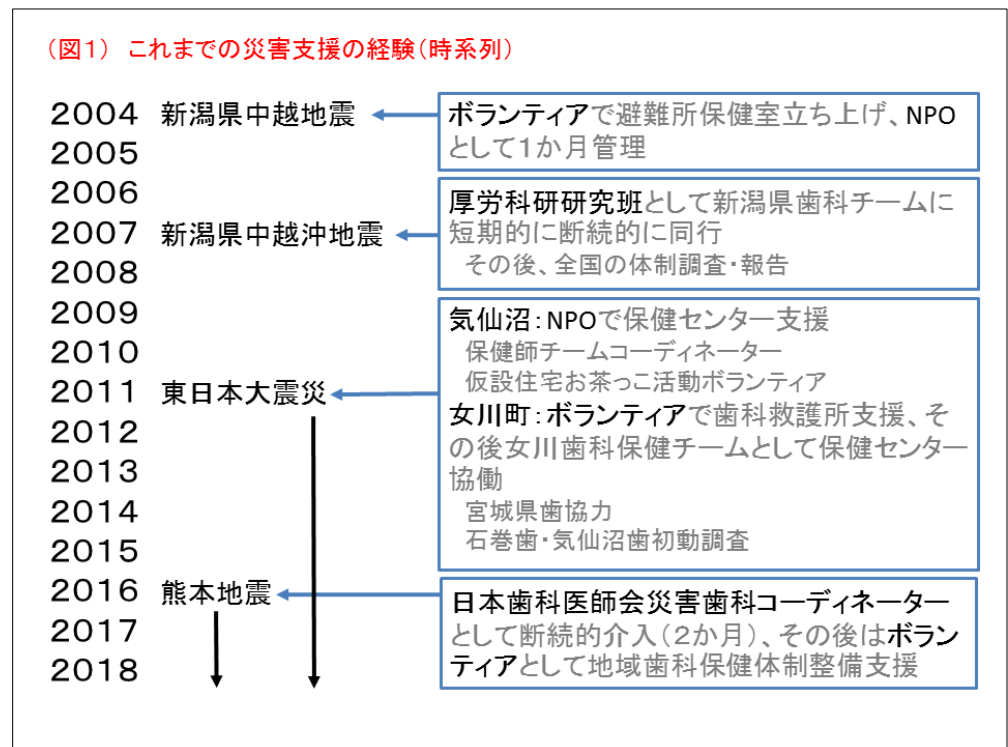 (図1) これまでの災害支援の経験(時系列)
2004 新潟県中越地震
ボランティアで避難所保健室立ち上げ、NPO
として1か月管理
2005
2006
厚労科研研究班として新潟県歯科チームに
短期的に断続的に同行
その後、全国の体制調査・報告
2007 新潟県中越沖地震
2008
2009
気仙沼:NPOで保健センター支援
保健師チームコーディネーター
仮設住宅お茶っこ活動ボランティア
女川町:ボランティアで歯科救護所支援、そ
の後女川歯科保健チームとして保健センター
協働
宮城県歯協力
石巻歯・気仙沼歯初動調査
2010
2011 東日本大震災
2012
2013
2014
2015
2016 熊本地震
日本歯科医師会災害歯科コーディネーター
として断続的介入(2か月)、その後はボラン
ティアとして地域歯科保健体制整備支援
2017
2018